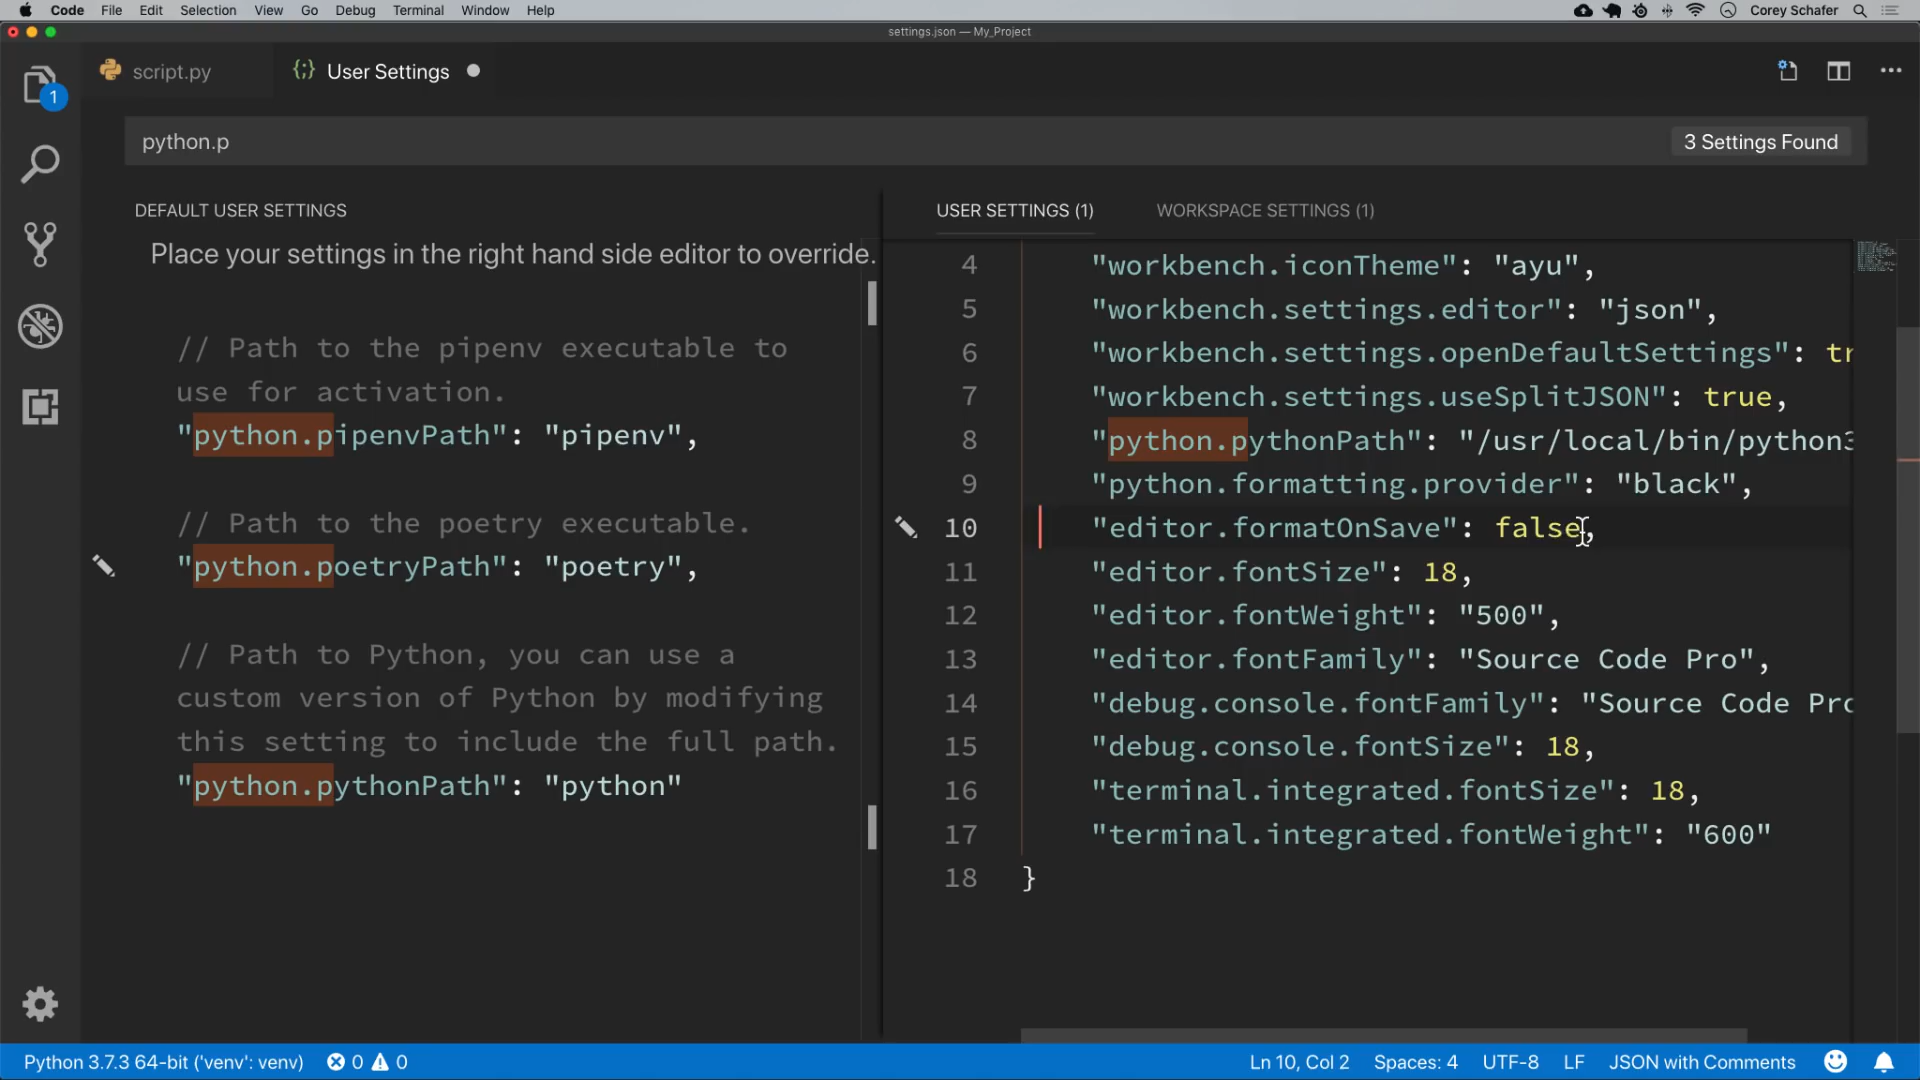 Code File Edit Selection View Go Debug Terminal Window Help Corey Schafer
settings.json — My_Project
script.py User Settings
1
python.p 3 Settings Found
DEFAULT USER SETTINGS
Place your settings in the right hand side editor to override.
// Path to the pipenv executable to
use for activation.
"python.pipenvPath": "pipenv",
// Path to the poetry executable.
"python.poetryPath": "poetry",
// Path to Python, you can use a
custom version of Python by modifying
this setting to include the full path.
"python.pythonPath": "python"
USER SETTINGS (1) WORKSPACE SETTINGS (1)
4 "workbench.iconTheme": "ayu",
5 "workbench.settings.editor": "json",
6 "workbench.settings.openDefaultSettings": tr
7 "workbench.settings.useSplitJSON": true,
8 "python.pythonPath": "/usr/local/bin/python3
9 "python.formatting.provider": "black",
10 "editor.formatOnSave": false,
11 "editor.fontSize": 18,
12 "editor.fontWeight": "500",
13 "editor.fontFamily": "Source Code Pro",
14 "debug.console.fontFamily": "Source Code Pro
15 "debug.console.fontSize": 18,
16 "terminal.integrated.fontSize": 18,
17 "terminal.integrated.fontWeight": "600"
18 }
Python 3.7.3 64-bit ('venv': venv) 0 0 Ln 10, Col 2 Spaces: 4 UTF-8 LF JSON with Comments